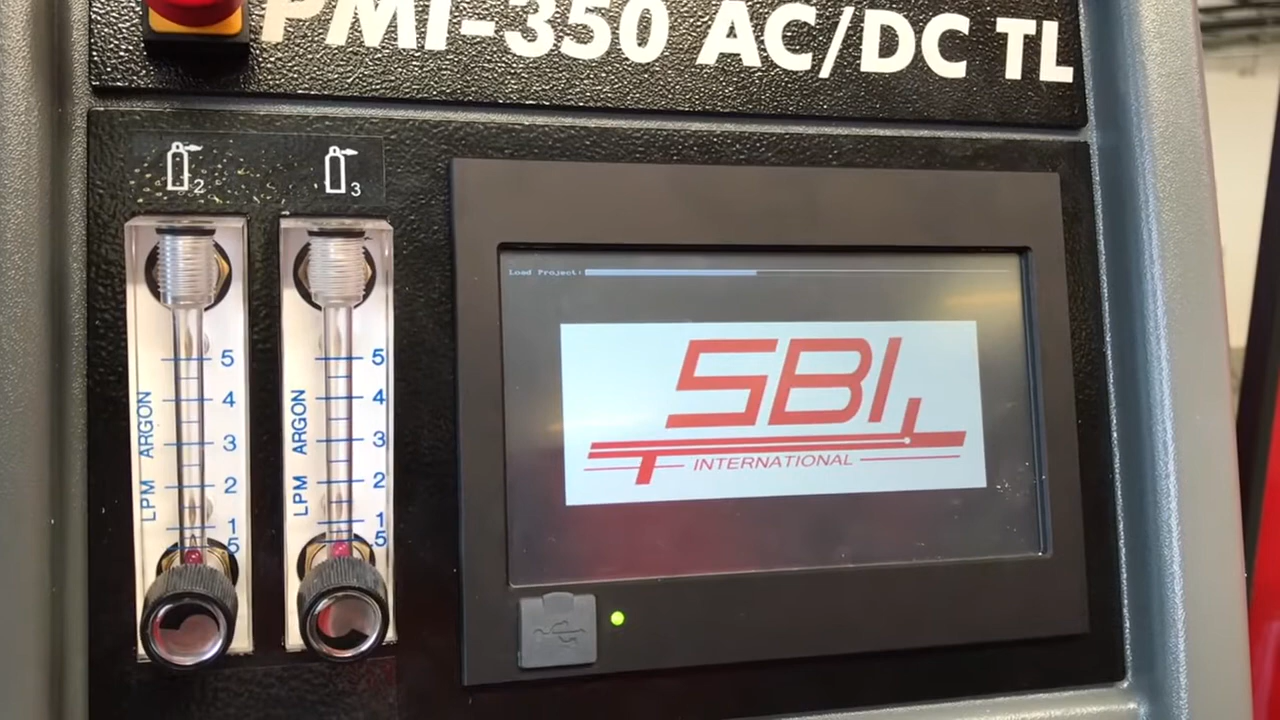 PMI-350 AC/DC TL
2
3
5
4
3
2
1
.5
LPM ARGON
5
4
3
2
1
.5
LPM ARGON
Load Project:
SBI
INTERNATIONAL